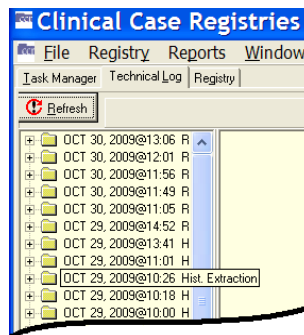 Clinical Case Registries
File Registry Reports Window
Task Manager Technical Log Registry
Refresh
OCT 30, 2009@13:06 R
OCT 30, 2009@12:01 R
OCT 30, 2009@11:56 R
OCT 30, 2009@11:49 R
OCT 30, 2009@11:05 R
OCT 29, 2009@14:52 R
OCT 29, 2009@13:41 H
OCT 29, 2009@11:01 H
OCT 29, 2009@10:26 Hist. Extraction
OCT 29, 2009@10:18 H
OCT 29, 2009@10:00 H